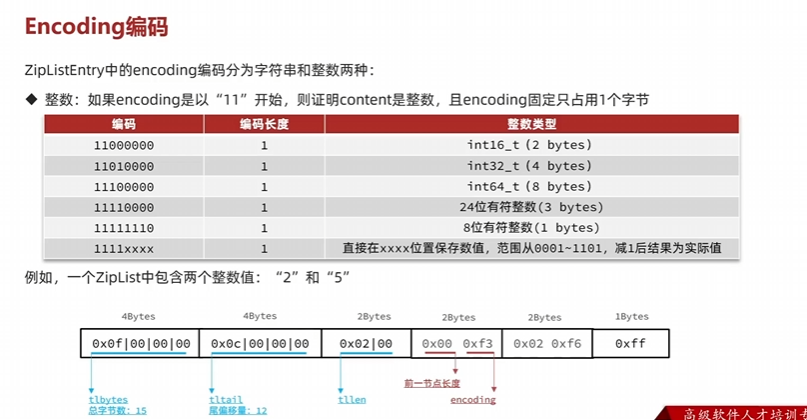 Encoding编码
ZipListEntry中的encoding编码分为字符串和整数两种：
◆ 整数：如果encoding是以“11”开始，则证明content是整数，且encoding固定只占用1个字节
编码 编码长度 整数类型
11000000 1 int16_t（2 bytes）
11010000 1 int32_t（4 bytes）
11100000 1 int64_t（8 bytes）
11110000 1 24位有符整数(3 bytes)
11111110 1 8位有符整数(1 bytes)
1111xxxx 1 直接在xxxx位置保存数值，范围从0001~1101，减1后结果为实际值
例如，一个ZipList中包含两个整数值：“2”和“5”
4Bytes 4Bytes 2Bytes 2Bytes 2Bytes 1Bytes
0x0f|00|00|00 0x0c|00|00|00 0x02|00 0x00 0xf3 0x02 0xf6 0xff
前一节点长度
tlbytes tltail tllen encoding
总字节数：15 尾偏移量：12
高级软件人才培训专